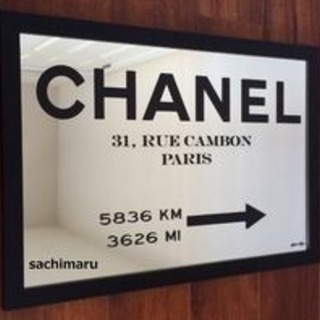 CHANEL
31, RUE CAMBON
PARIS
5836 KM
3626 MI
sachimaru